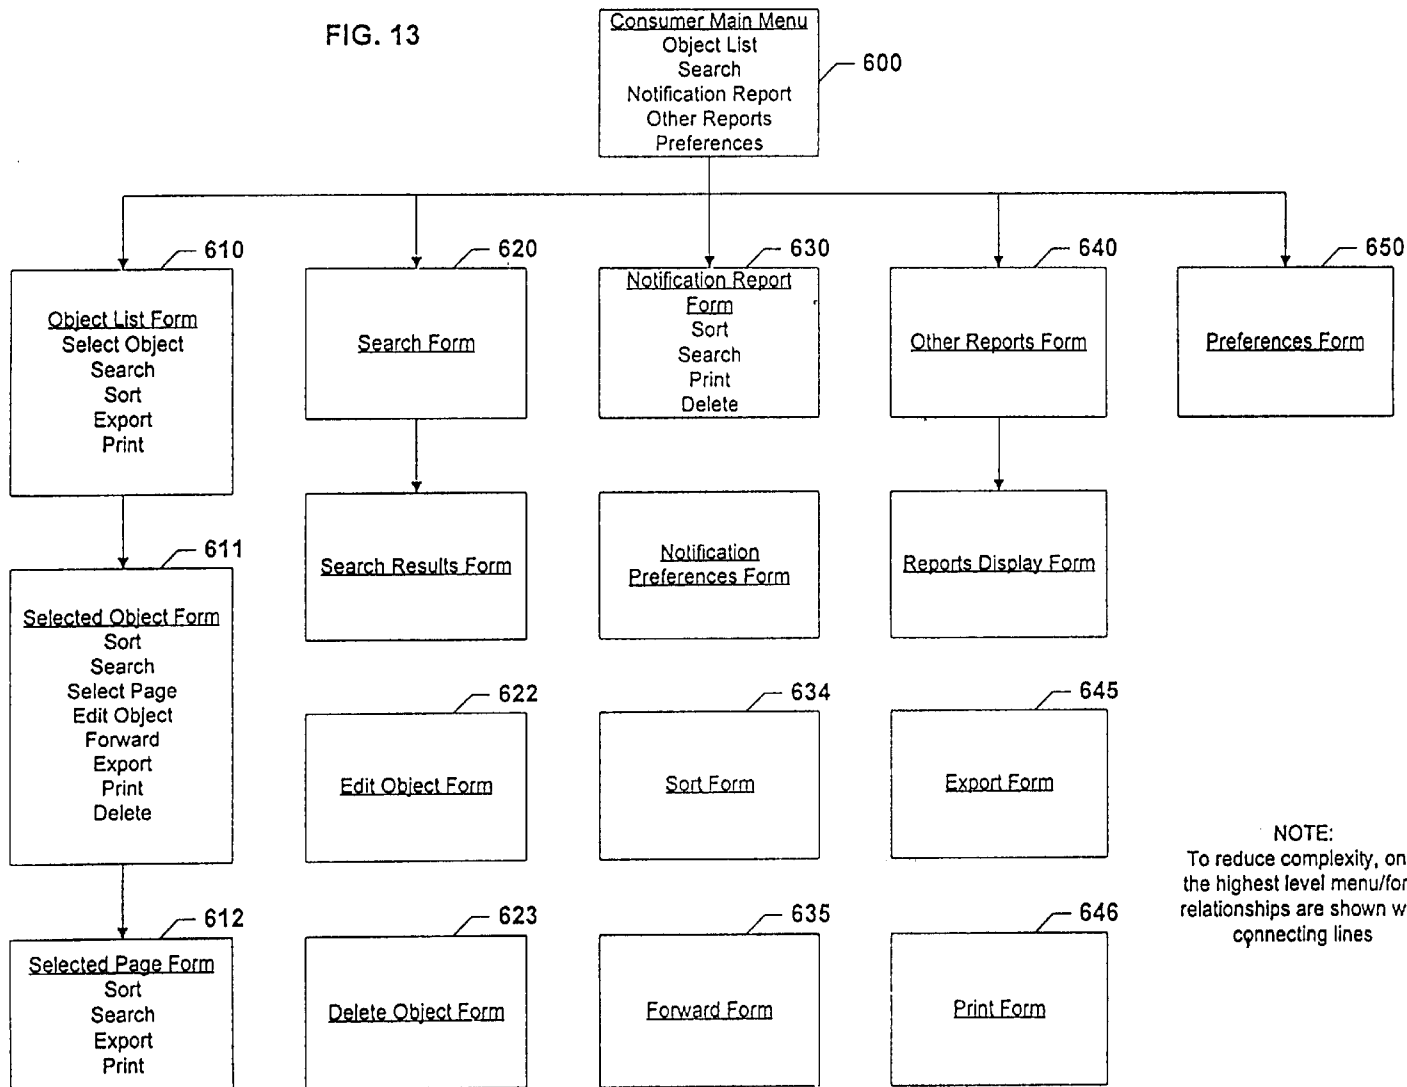 FIG. 13
Consumer Main Menu
Object List
Search
Notification Report
Other Reports
Preferences
600
610
Object List Form
Select Object
Search
Sort
Export
Print
620
Search Form
630
Notification Report
Form
Sort
Search
Print
Delete
640
Other Reports Form
650
Preferences Form
611
Selected Object Form
Sort
Search
Select Page
Edit Object
Forward
Export
Print
Delete
Search Results Form
Notification
Preferences Form
Reports Display Form
622
Edit Object Form
634
Sort Form
645
Export Form
NOTE:
To reduce complexity, on
the highest level menu/for
relationships are shown w
connecting lines
612
Selected Page Form
Sort
Search
Export
Print
623
Delete Object Form
635
Forward Form
646
Print Form